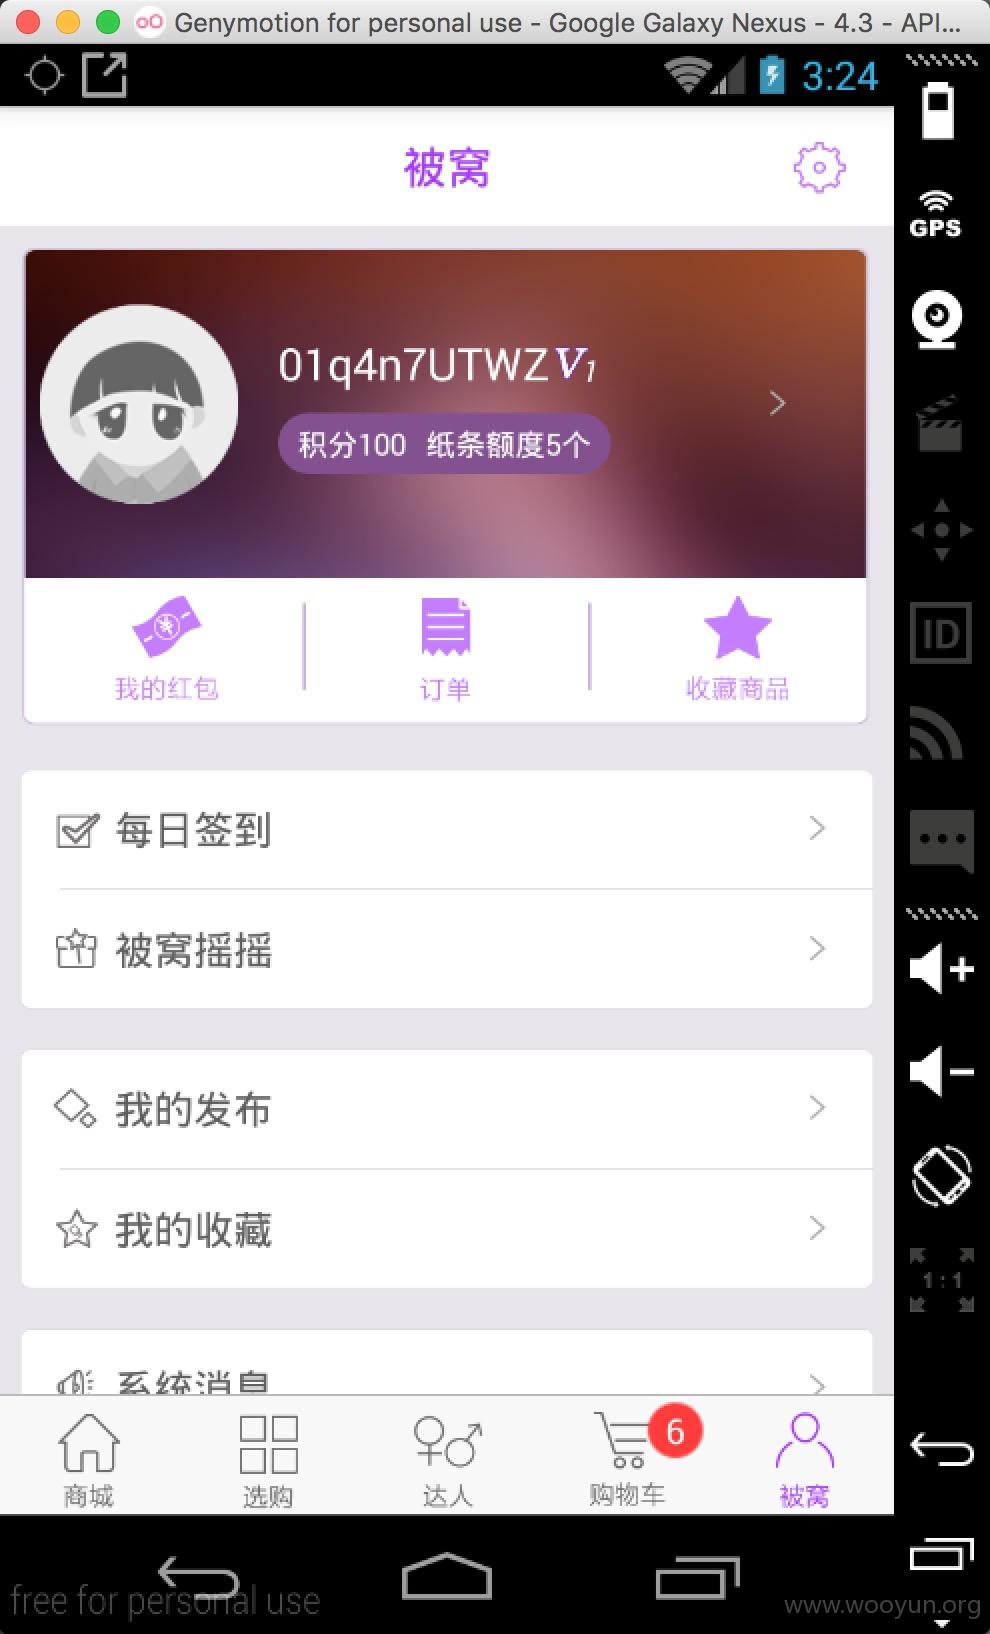 Genymotion for personal use - Google Galaxy Nexus - 4.3 - API...
3:24
被窝
GPS
01q4n7UTWZ V1
积分100 纸条额度5个
我的红包 订单 收藏商品
ID
每日签到
被窝摇摇
我的发布
我的收藏
1:1
系统消息
6
商城 选购 达人 购物车 被窝
free for personal use
www.wooyun.org